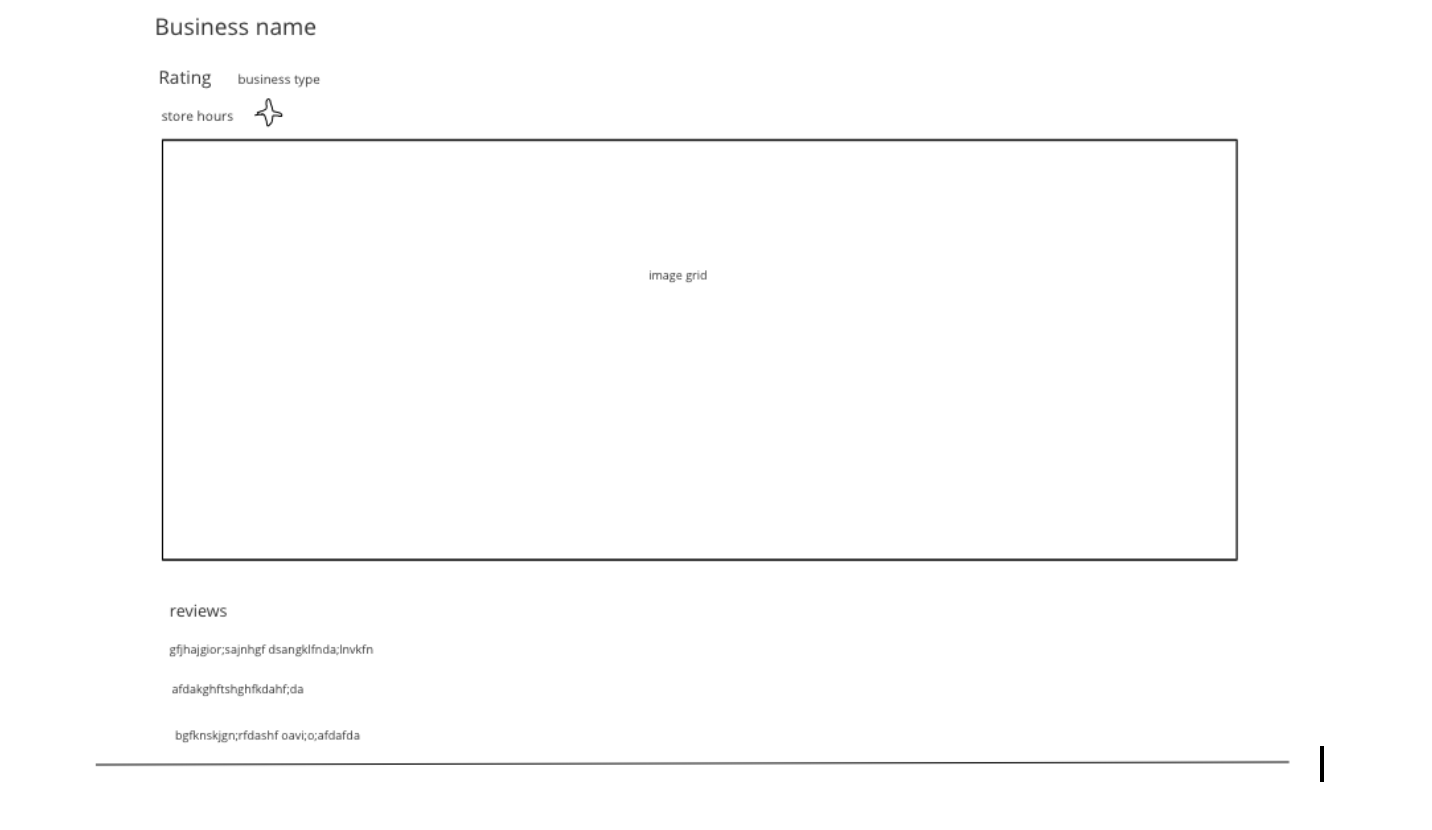 Business name
Rating business type
store hours
image grid
reviews
gfjhajgior;sajnhgf dsangklfnda;lnvkfn
afdakghftshghfkdahf;da
bgfknskjgn;rfdashf oavi;o;afdafda